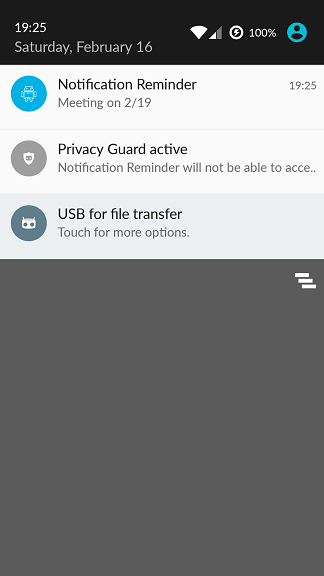 19:25
Saturday, February 16
100%
Notification Reminder
19:25
Meeting on 2/19
Privacy Guard active
Notification Reminder will not be able to acce..
USB for file transfer
Touch for more options.